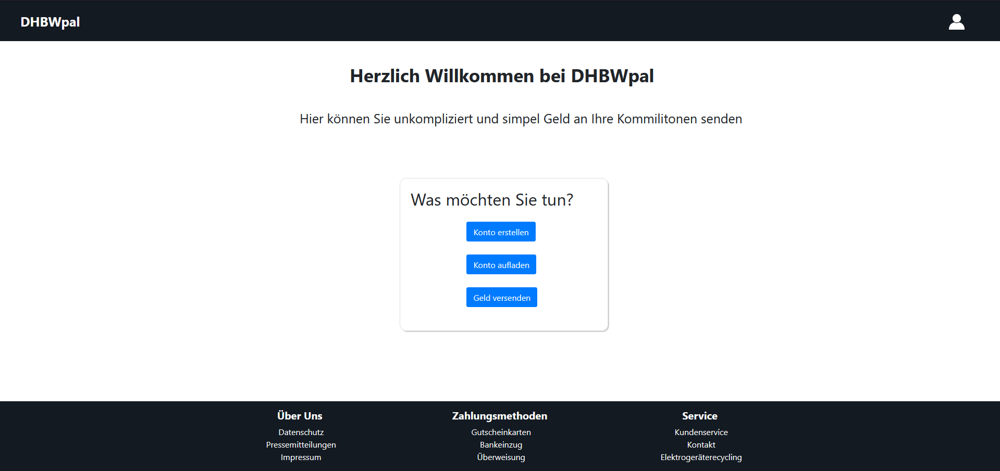 DHBWpal
Herzlich Willkommen bei DHBWpal
Hier können Sie unkompliziert und simpel Geld an Ihre Kommilitonen senden
Was möchten Sie tun?
Konto erstellen
Konto aufladen
Geld versenden
Über Uns
Datenschutz
Pressemitteilungen
Impressum
Zahlungsmethoden
Gutscheinkarten
Bankeinzug
Überweisung
Service
Kundenservice
Kontakt
Elektrogeräterecycling